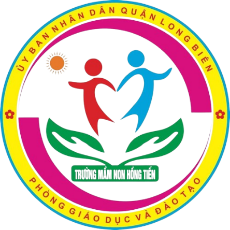 ỦY BAN NHÂN DÂN QUẬN LONG BIÊN
TRƯỜNG MẦM NON HỒNG TIẾN
PHÒNG GIÁO DỤC VÀ ĐÀO TẠO